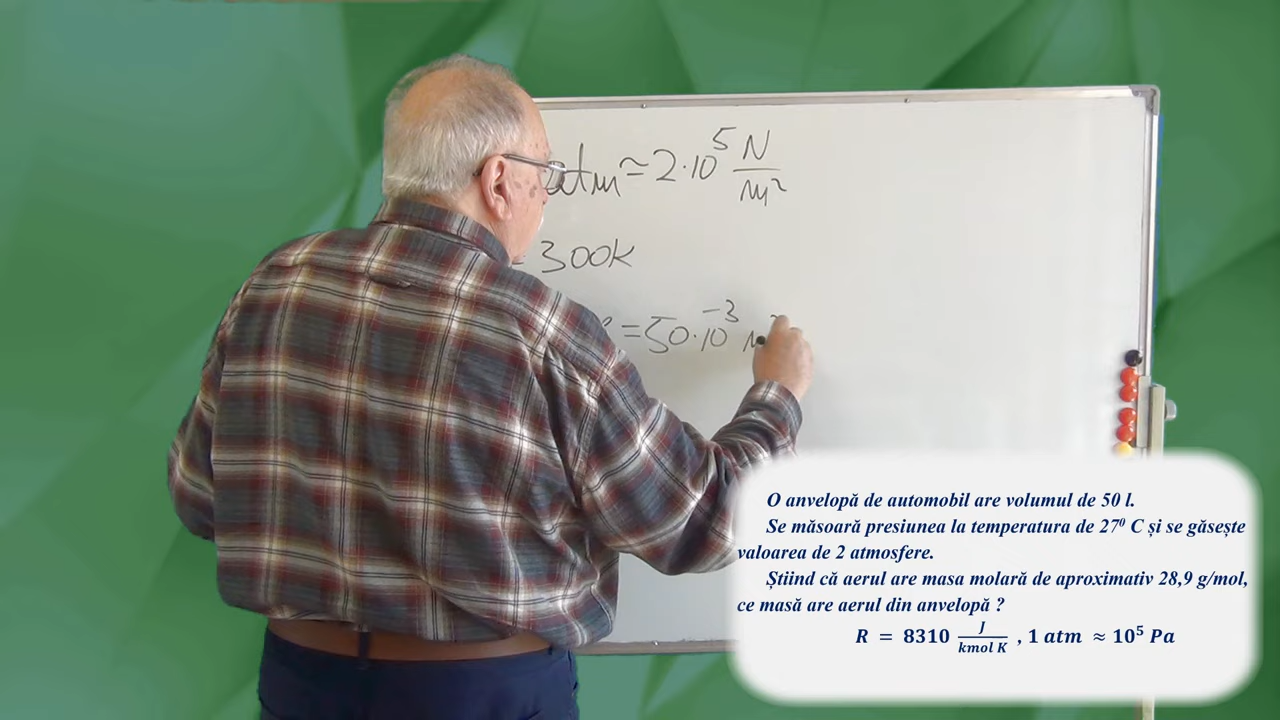 atm ≈ 2·10⁵ N/m²
= 300K
= 50·10⁻³
O anvelopă de automobil are volumul de 50 l.
Se măsoară presiunea la temperatura de 27⁰ C și se găsește
valoarea de 2 atmosfere.
Știind că aerul are masa molară de aproximativ 28,9 g/mol,
ce masă are aerul din anvelopă ?
R = 8310 J/kmol K , 1 atm ≈ 10⁵ Pa